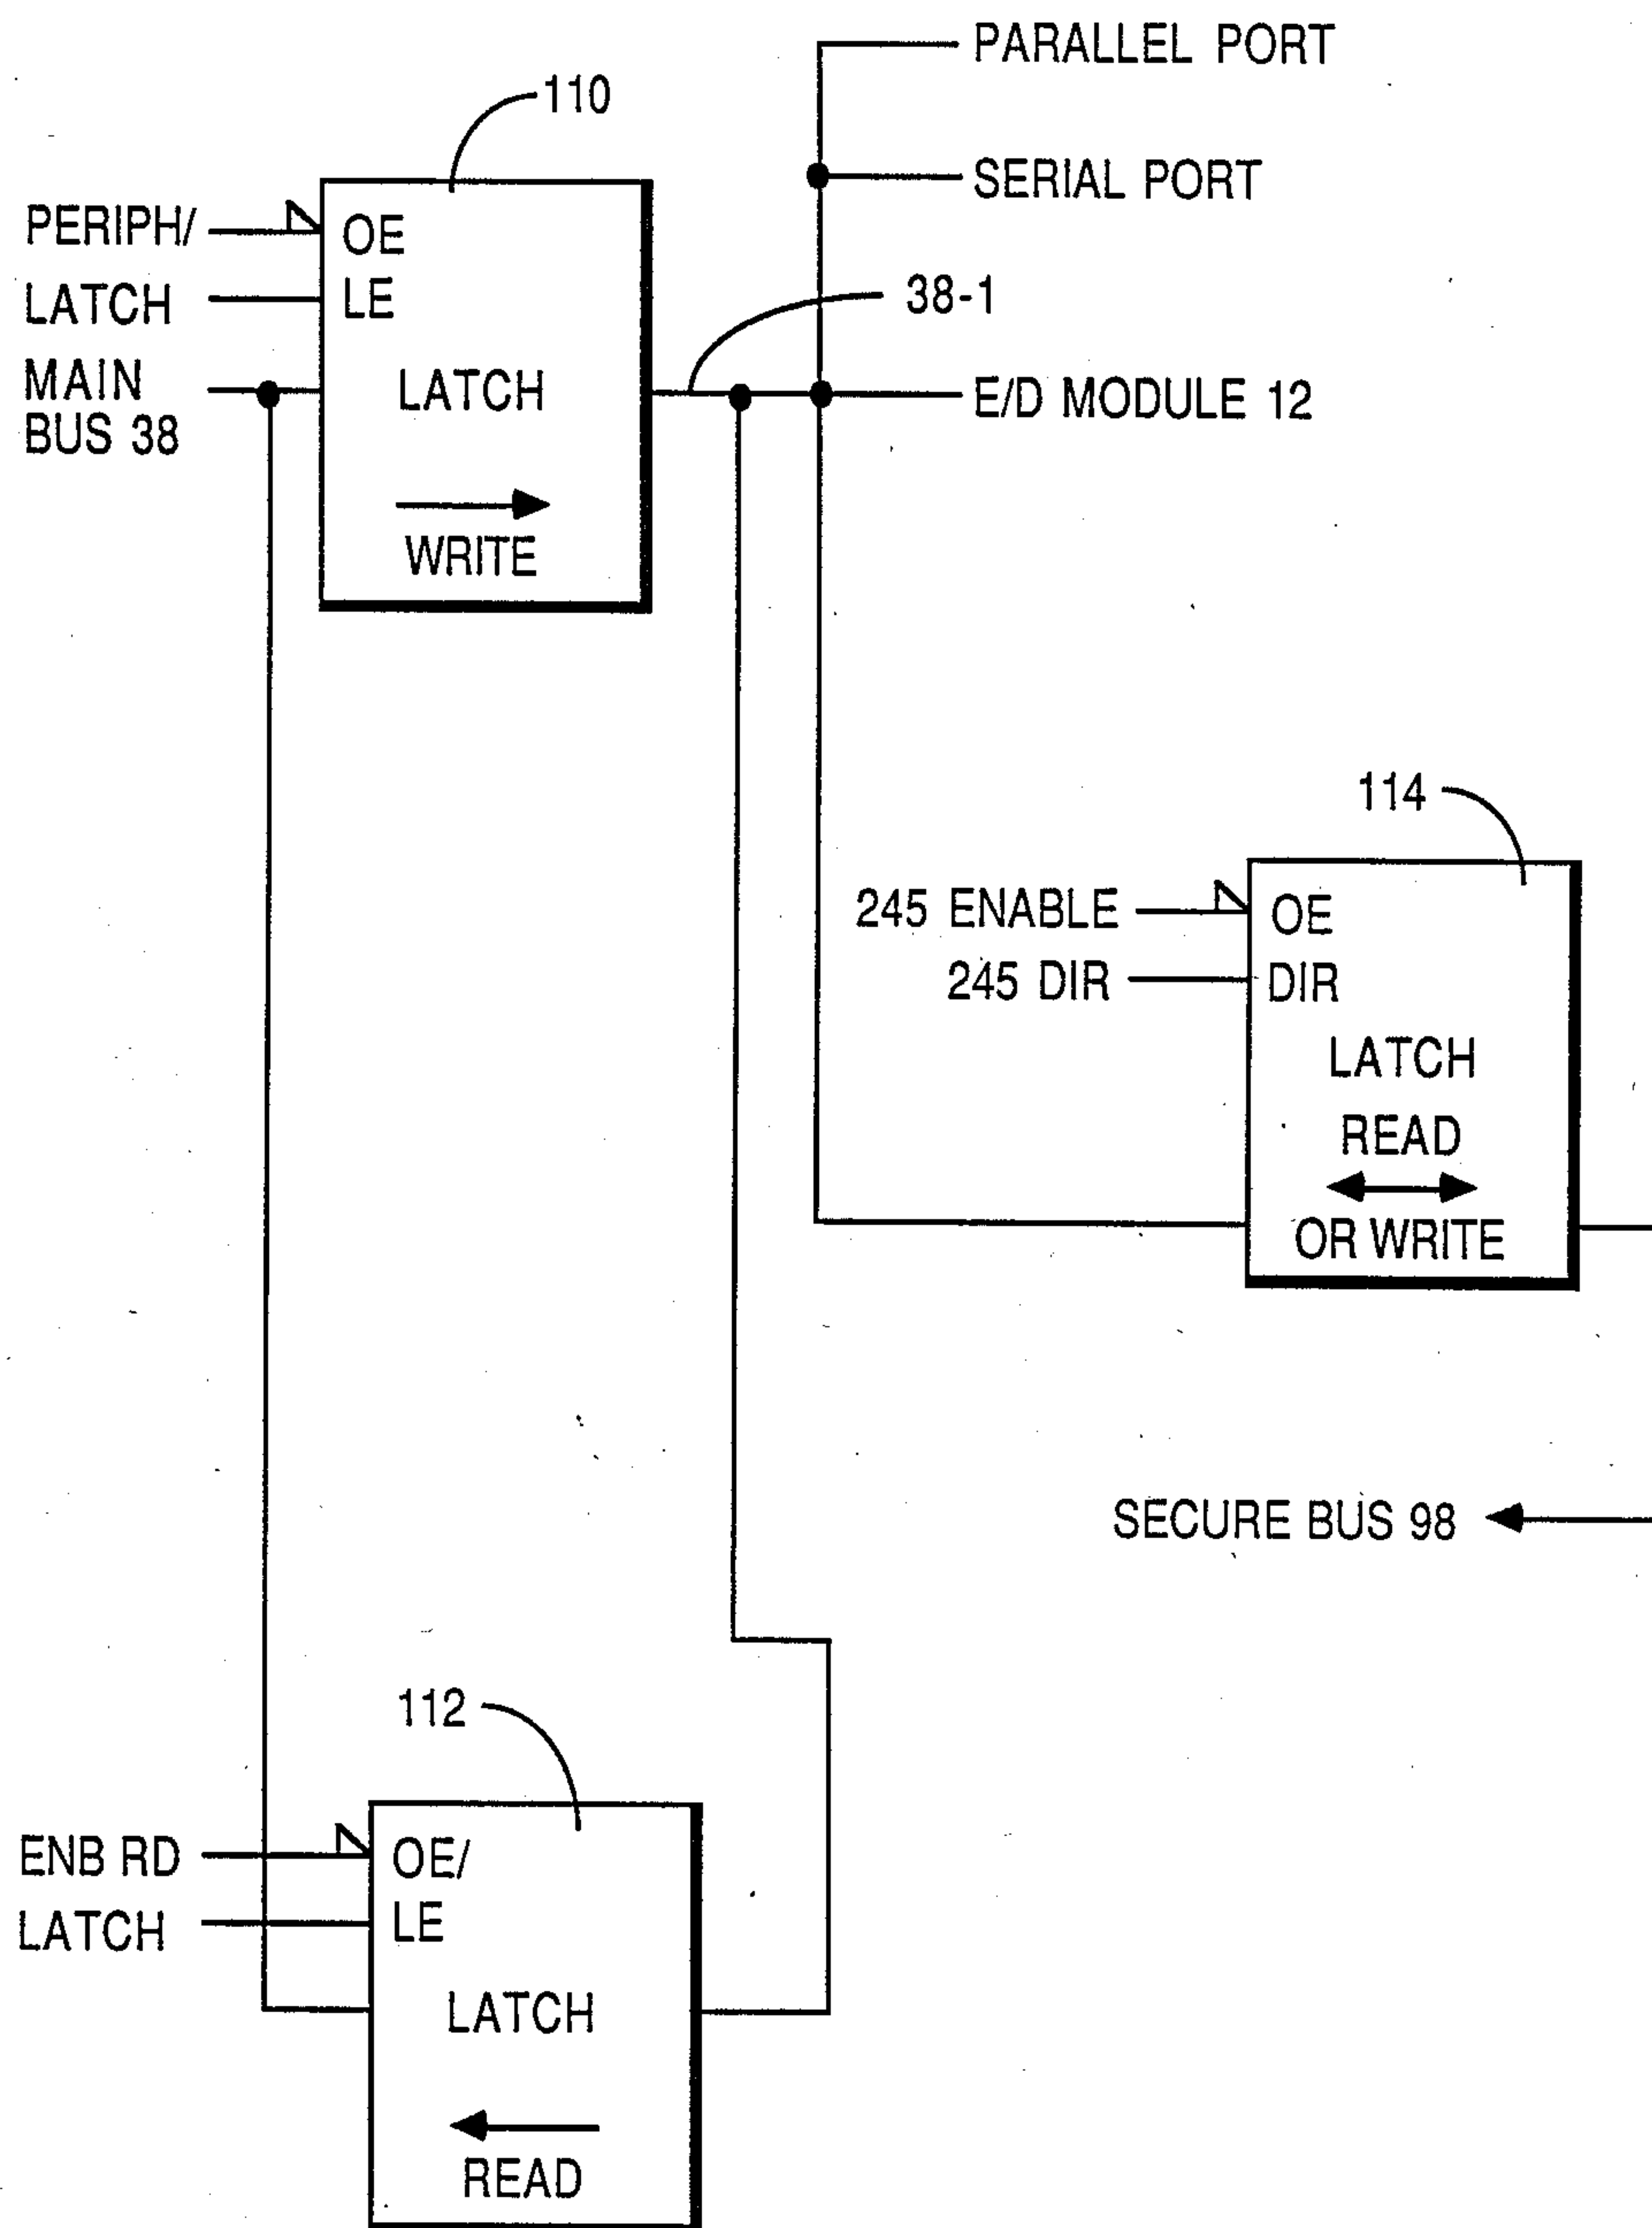 PARALLEL PORT
110
SERIAL PORT
PERIPH/
OE
LATCH
LE
38-1
MAIN
BUS 38
LATCH
E/D MODULE 12
WRITE
114
245 ENABLE
OE
245 DIR
DIR
LATCH
READ
OR WRITE
SECURE BUS 98
112
ENB RD
OE/
LATCH
LE
LATCH
READ